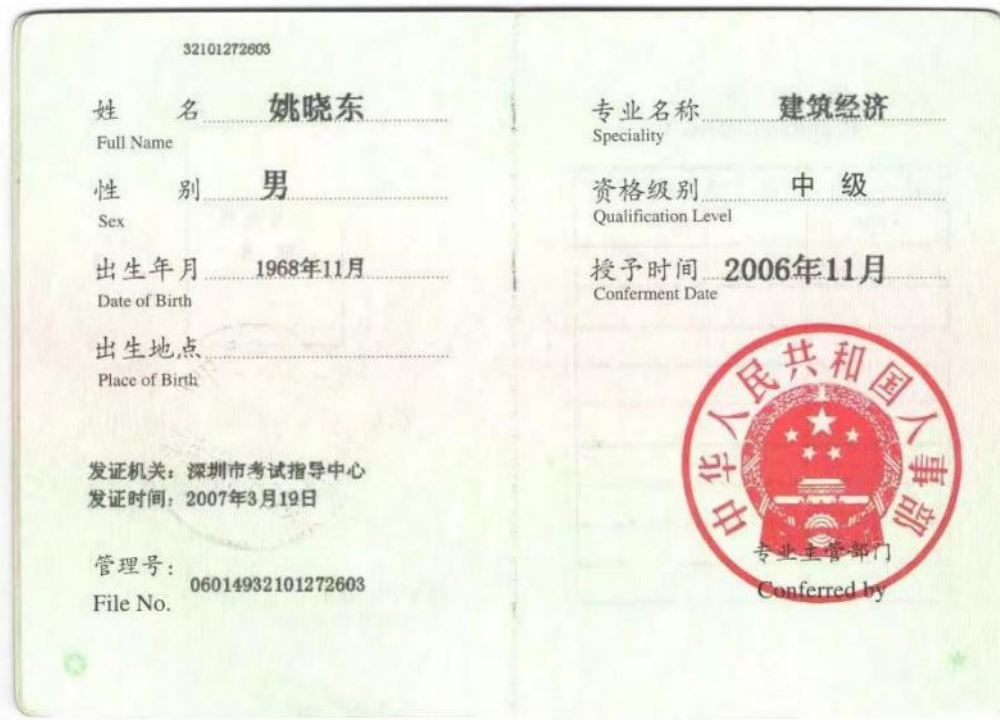 32101272603
姓 名 姚晓东
Full Name
性 别 男
Sex
出生年月 1968年11月
Date of Birth
出生地点
Place of Birth
发证机关：深圳市考试指导中心
发证时间：2007年3月19日
管理号：
06014932101272603
File No.
专业名称 建筑经济
Speciality
资格级别 中 级
Qualification Level
授予时间 2006年11月
Conferment Date
中华人民共和国人事部
专业主管部门
Conferred by